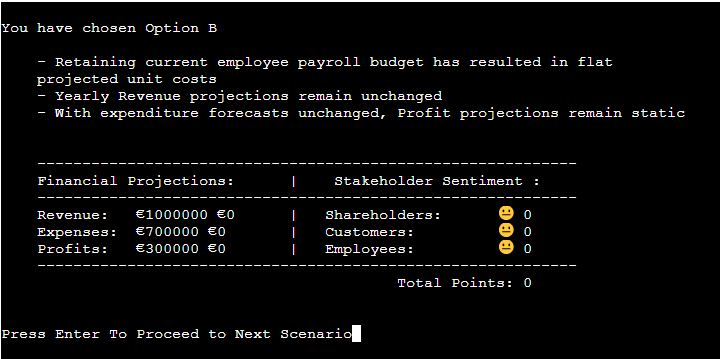 You have chosen Option B
- Retaining current employee payroll budget has resulted in flat
projected unit costs
- Yearly Revenue projections remain unchanged
- With expenditure forecasts unchanged, Profit projections remain static
----------------------------------------------------------------
Financial Projections: | Stakeholder Sentiment :
----------------------------------------------------------------
Revenue: €1000000 €0 | Shareholders: 😐 0
Expenses: €700000 €0 | Customers: 😐 0
Profits: €300000 €0 | Employees: 😐 0
----------------------------------------------------------------
Total Points: 0
Press Enter To Proceed to Next Scenario